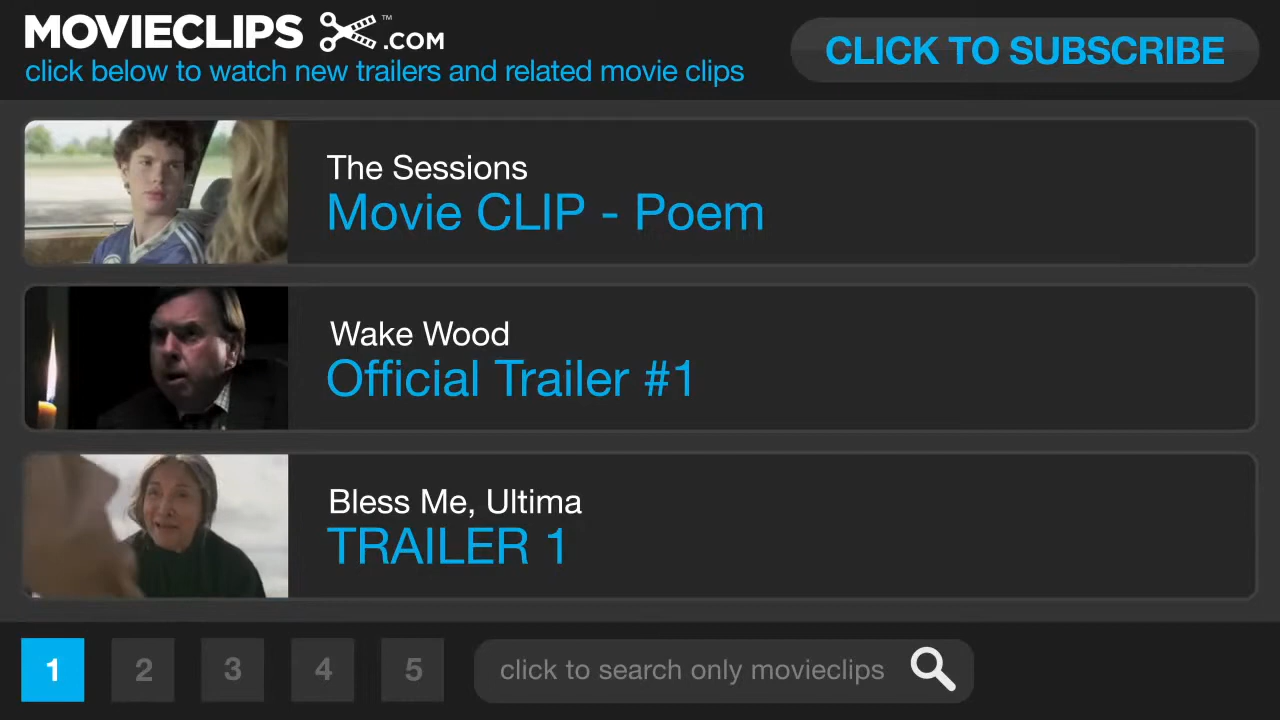 MOVIECLIPS ™ .COM
click below to watch new trailers and related movie clips
CLICK TO SUBSCRIBE
The Sessions
Movie CLIP - Poem
Wake Wood
Official Trailer #1
Bless Me, Ultima
TRAILER 1
1 2 3 4 5
click to search only movieclips